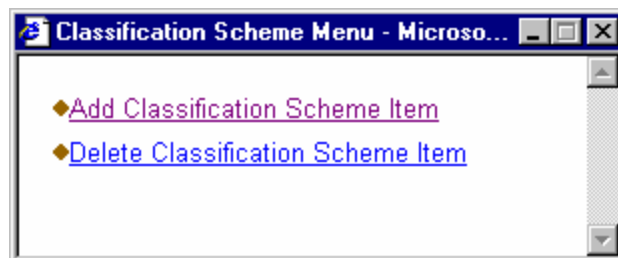 Classification Scheme Menu - Microso...
Add Classification Scheme Item
Delete Classification Scheme Item